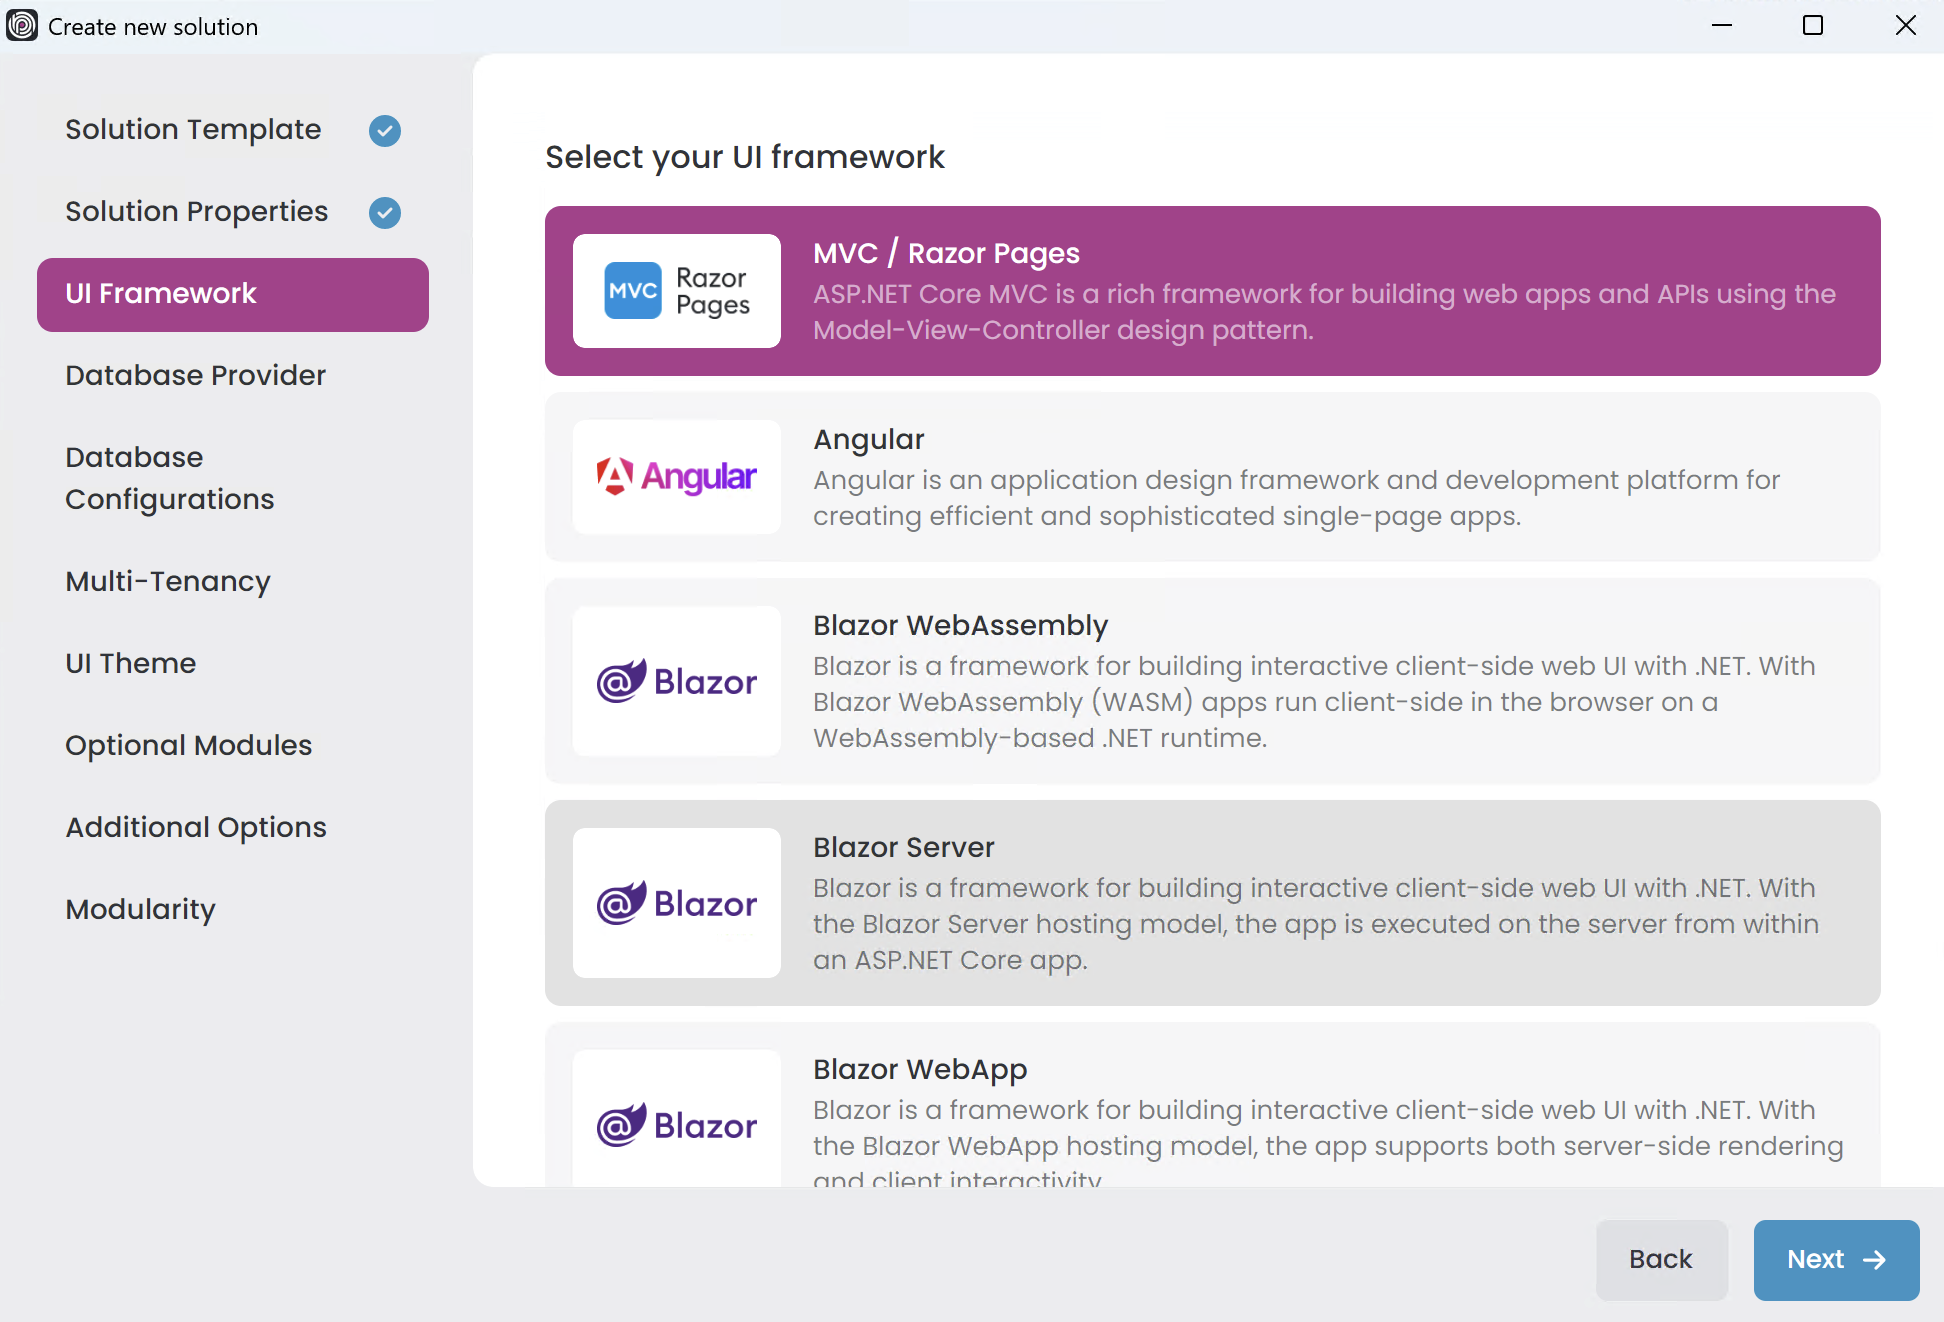 Create new solution
Solution Template
Solution Properties
UI Framework
Database Provider
Database
Configurations
Multi-Tenancy
UI Theme
Optional Modules
Additional Options
Modularity
Select your UI framework
MVC
Razor
Pages
MVC / Razor Pages
ASP.NET Core MVC is a rich framework for building web apps and APIs using the
Model-View-Controller design pattern.
Angular
Angular
Angular is an application design framework and development platform for
creating efficient and sophisticated single-page apps.
Blazor
Blazor WebAssembly
Blazor is a framework for building interactive client-side web UI with .NET. With
Blazor WebAssembly (WASM) apps run client-side in the browser on a
WebAssembly-based .NET runtime.
Blazor
Blazor Server
Blazor is a framework for building interactive client-side web UI with .NET. With
the Blazor Server hosting model, the app is executed on the server from within
an ASP.NET Core app.
Blazor
Blazor WebApp
Blazor is a framework for building interactive client-side web UI with .NET. With
the Blazor WebApp hosting model, the app supports both server-side rendering
and client interactivity
Back
Next